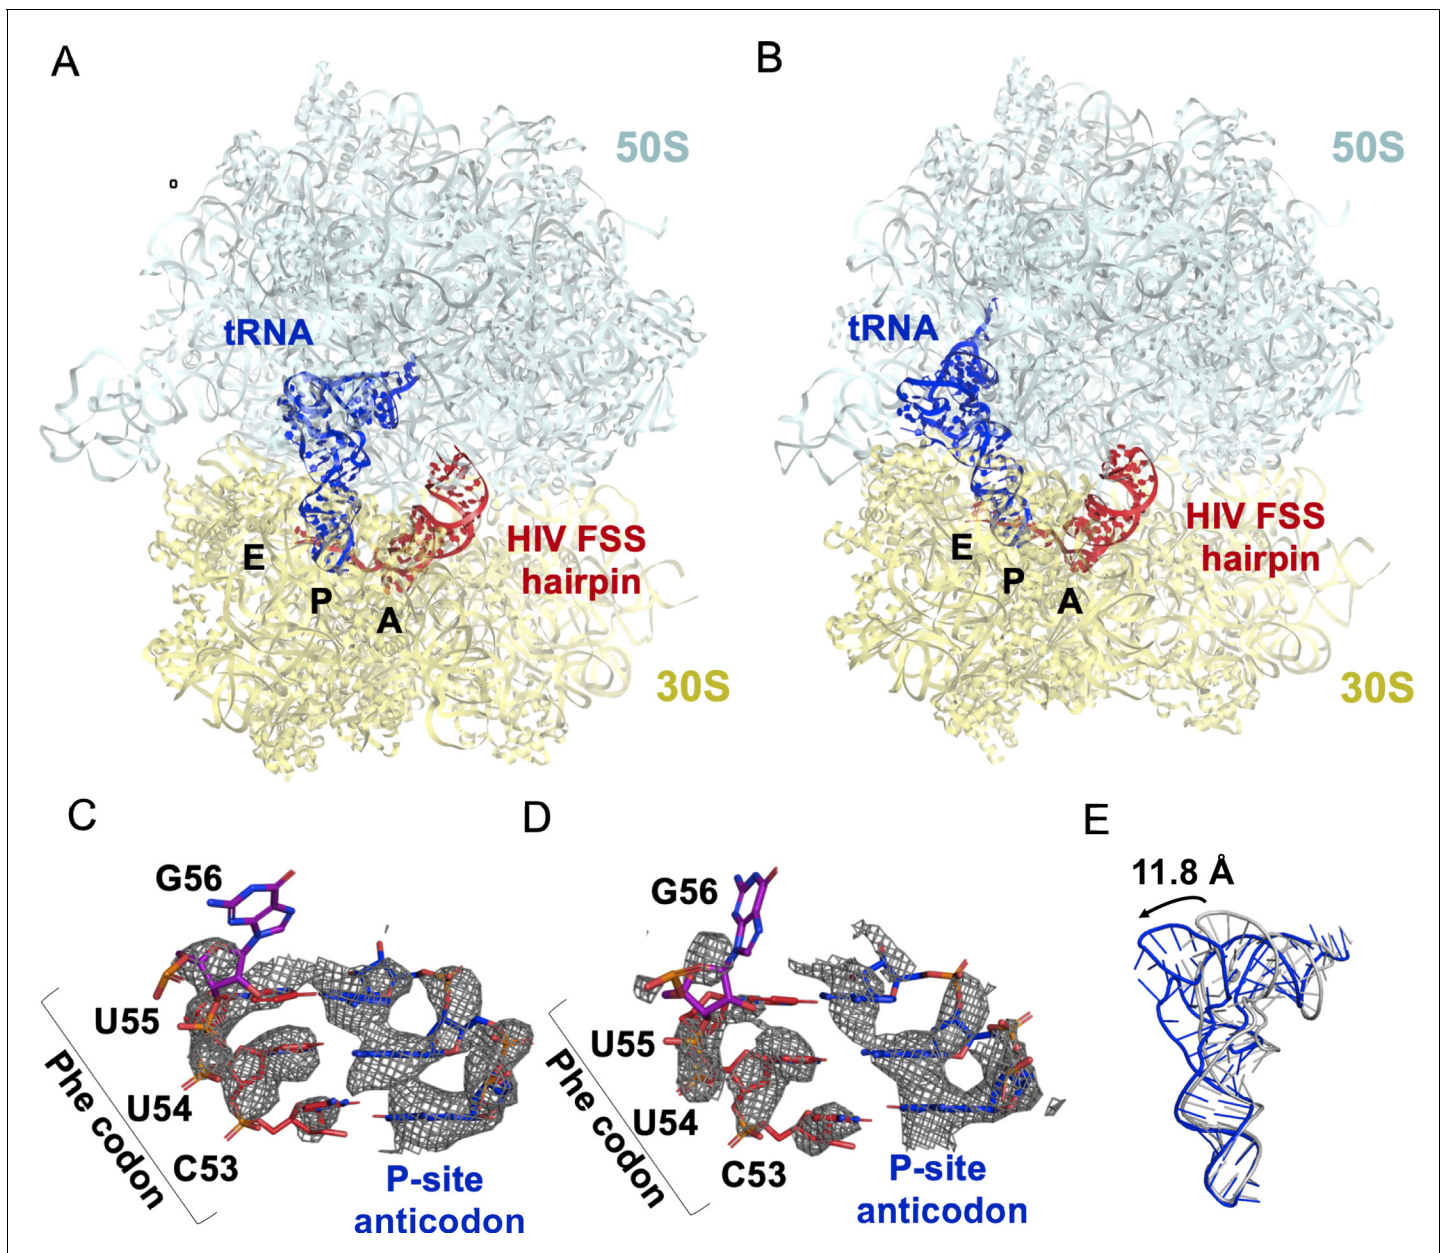 A
50S
tRNA
HIV FSS
hairpin
E
P
A
30S
B
50S
tRNA
HIV FSS
hairpin
E
P
A
30S
C
G56
U55
U54
C53
Phe codon
P-site
anticodon
D
G56
U55
U54
C53
Phe codon
P-site
anticodon
E
11.8 Å